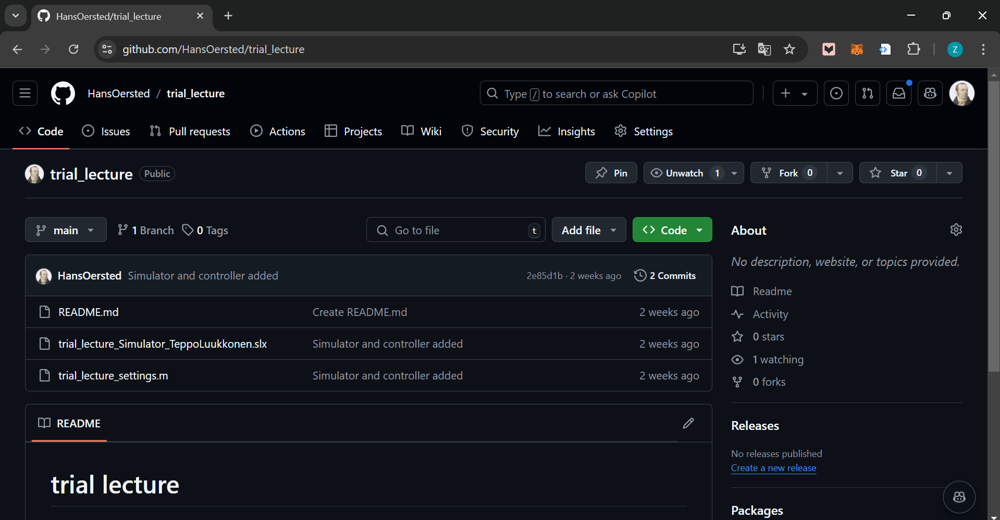 HansOersted/trial_lecture
github.com/HansOersted/trial_lecture
Z
HansOersted / trial_lecture
Type / to search or ask Copilot
Code Issues Pull requests Actions Projects Wiki Security Insights Settings
trial_lecture Public
Pin Unwatch 1 Fork 0 Star 0
main 1 Branch 0 Tags
Go to file t Add file Code
HansOersted Simulator and controller added 2e85d1b · 2 weeks ago 2 Commits
README.md Create README.md 2 weeks ago
trial_lecture_Simulator_TeppoLuukkonen.slx Simulator and controller added 2 weeks ago
trial_lecture_settings.m Simulator and controller added 2 weeks ago
README
trial lecture
About
No description, website, or topics provided.
Readme
Activity
0 stars
1 watching
0 forks
Releases
No releases published
Create a new release
Packages